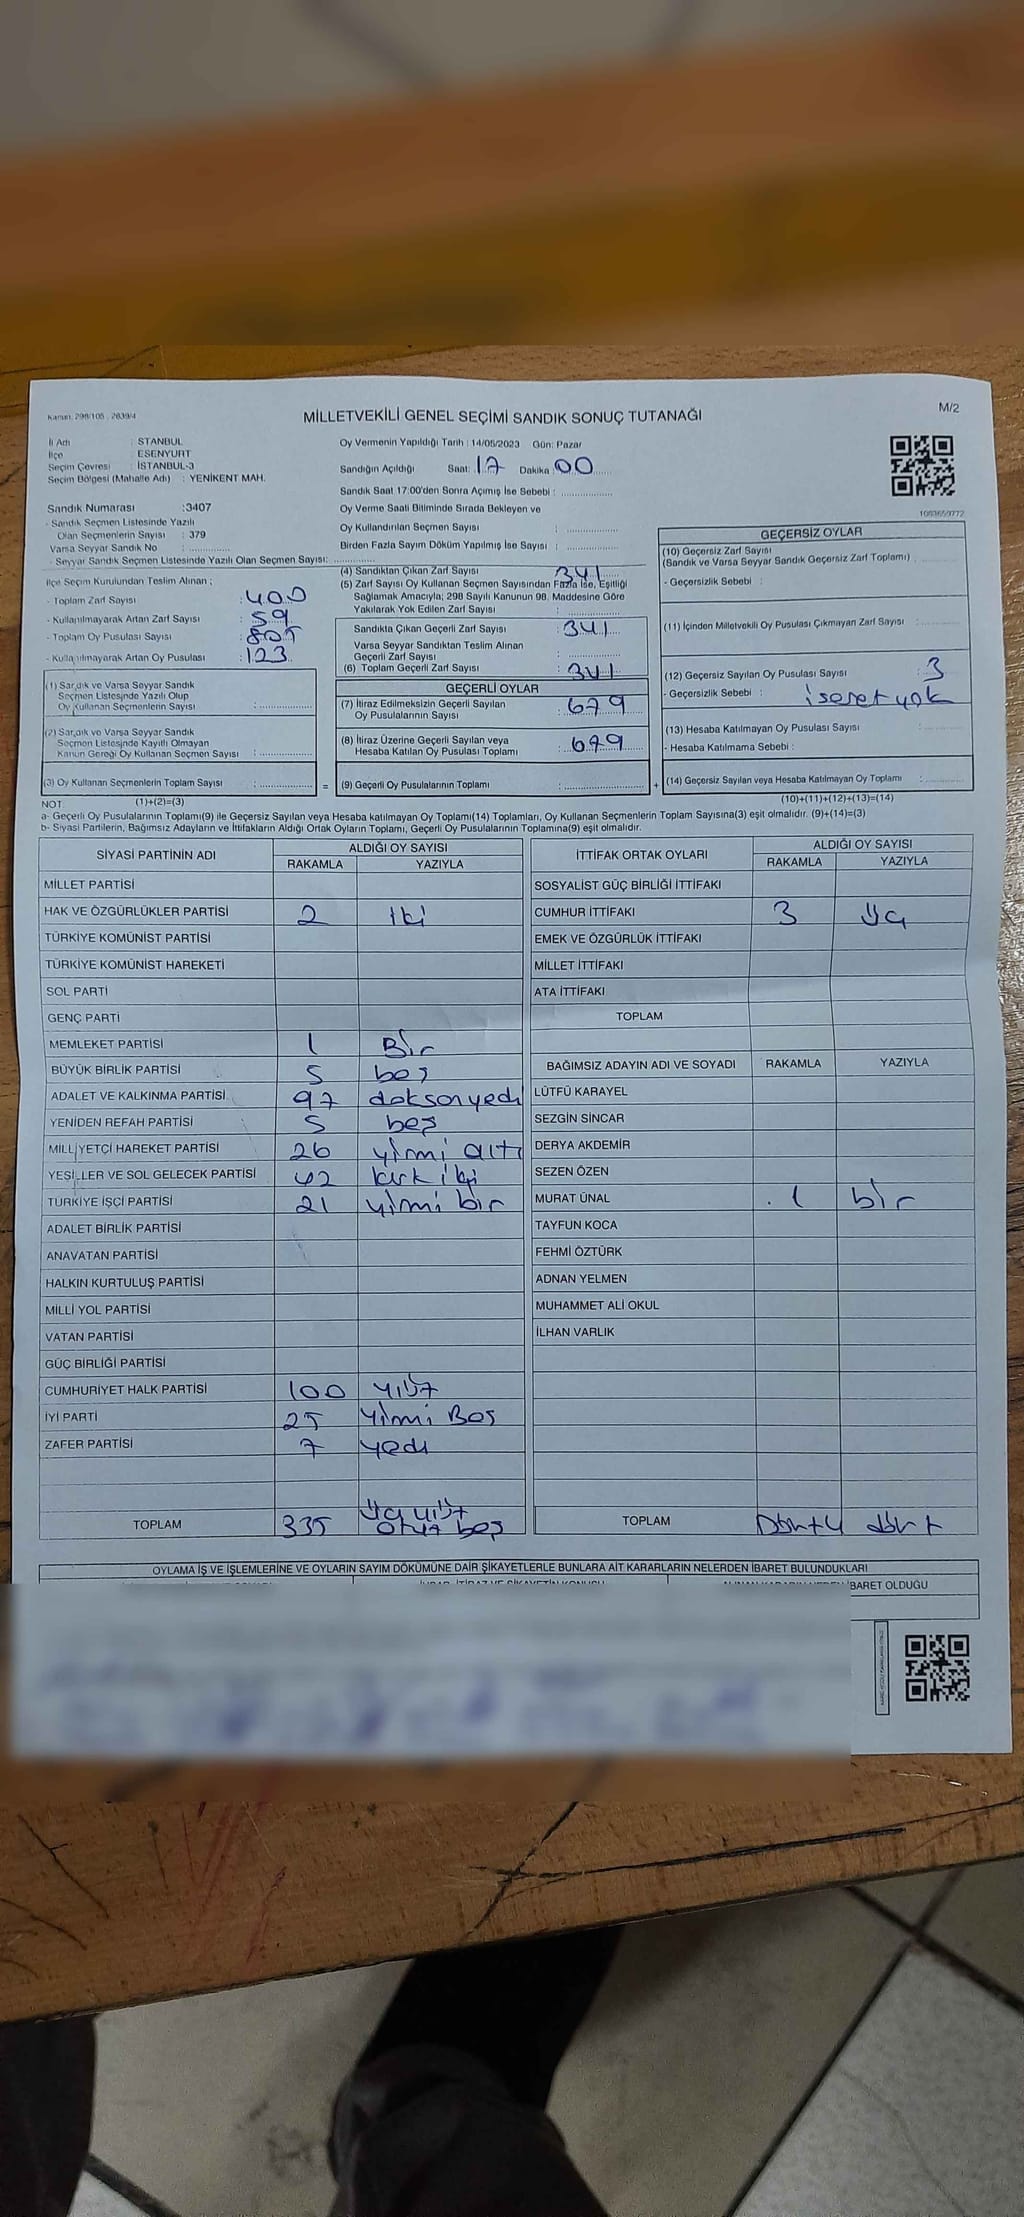 Kanun: 298/105 - 2839/4
MİLLETVEKİLİ GENEL SEÇİMİ SANDIK SONUÇ TUTANAĞI
M/2
İl Adı : STANBUL
İlçe : ESENYURT
Seçim Çevresi : İSTANBUL-3
Seçim Bölgesi (Mahalle Adı) : YENİKENT MAH.
Oy Vermenin Yapıldığı Tarih : 14/05/2023 Gün: Pazar
Sandığın Açıldığı Saat: 17 Dakika: 00
Sandık Saat 17:00'den Sonra Açımış İse Sebebi :
Oy Verme Saati Bitiminde Sırada Bekleyen ve
Oy Kullandırılan Seçmen Sayısı :
Birden Fazla Sayım Döküm Yapılmış İse Sayısı :
1093659772
Sandık Numarası : 3407
- Sandık Seçmen Listesinde Yazılı
Olan Seçmenlerin Sayısı : 379
Varsa Seyyar Sandık No :
- Seyyar Sandık Seçmen Listesinde Yazılı Olan Seçmen Sayısı:
İlçe Seçim Kurulundan Teslim Alınan ;
- Toplam Zarf Sayısı : 400
- Kullanılmayarak Artan Zarf Sayısı : 59
- Toplam Oy Pusulası Sayısı : 805
- Kullanılmayarak Artan Oy Pusulası : 123
(1) Sandık ve Varsa Seyyar Sandık
Seçmen Listesinde Yazılı Olup
Oy Kullanan Seçmenlerin Sayısı :
(2) Sandık ve Varsa Seyyar Sandık
Seçmen Listesinde Kayıtlı Olmayan
Kanun Gereği Oy Kullanan Seçmen Sayısı :
(3) Oy Kullanan Seçmenlerin Toplam Sayısı : =
(4) Sandıktan Çıkan Zarf Sayısı : 341
(5) Zarf Sayısı Oy Kullanan Seçmen Sayısından Fazla İse, Eşitliği
Sağlamak Amacıyla; 298 Sayılı Kanunun 98. Maddesine Göre
Yakılarak Yok Edilen Zarf Sayısı :
Sandıkta Çıkan Geçerli Zarf Sayısı : 341
Varsa Seyyar Sandıktan Teslim Alınan
Geçerli Zarf Sayısı :
(6) Toplam Geçerli Zarf Sayısı : 341
GEÇERLİ OYLAR
(7) İtiraz Edilmeksizin Geçerli Sayılan
Oy Pusulalarının Sayısı : 679
(8) İtiraz Üzerine Geçerli Sayılan veya
Hesaba Katılan Oy Pusulası Toplamı : 679
(9) Geçerli Oy Pusulalarının Toplamı : +
GEÇERSİZ OYLAR
(10) Geçersiz Zarf Sayısı
(Sandık ve Varsa Seyyar Sandık Geçersiz Zarf Toplamı) :
- Geçersizlik Sebebi :
(11) İçinden Milletvekili Oy Pusulası Çıkmayan Zarf Sayısı :
(12) Geçersiz Sayılan Oy Pusulası Sayısı : 3
- Geçersizlik Sebebi : işaret yok
(13) Hesaba Katılmayan Oy Pusulası Sayısı :
- Hesaba Katılmama Sebebi :
(14) Geçersiz Sayılan veya Hesaba Katılmayan Oy Toplamı :
NOT (1)+(2)=(3) (10)+(11)+(12)+(13)=(14)
a- Geçerli Oy Pusulalarının Toplamı(9) ile Geçersiz Sayılan veya Hesaba katılmayan Oy Toplamı(14) Toplamları, Oy Kullanan Seçmenlerin Toplam Sayısına(3) eşit olmalıdır. (9)+(14)=(3)
b- Siyasi Partilerin, Bağımsız Adayların ve İttifakların Aldığı Ortak Oyların Toplamı, Geçerli Oy Pusulalarının Toplamına(9) eşit olmalıdır.
SİYASİ PARTİNİN ADI ALDIĞI OY SAYISI
RAKAMLA YAZIYLA
MİLLET PARTİSİ
HAK VE ÖZGÜRLÜKLER PARTİSİ 2 iki
TÜRKİYE KOMÜNİST PARTİSİ
TÜRKİYE KOMÜNİST HAREKETİ
SOL PARTİ
GENÇ PARTİ
MEMLEKET PARTİSİ 1 Bir
BÜYÜK BİRLİK PARTİSİ 5 beş
ADALET VE KALKINMA PARTİSİ 97 doksanyedi
YENİDEN REFAH PARTİSİ 5 beş
MİLLİYETÇİ HAREKET PARTİSİ 26 yirmi altı
YEŞİLLER VE SOL GELECEK PARTİSİ 42 kırk iki
TÜRKİYE İŞÇİ PARTİSİ 21 yirmi bir
ADALET BİRLİK PARTİSİ
ANAVATAN PARTİSİ
HALKIN KURTULUŞ PARTİSİ
MİLLİ YOL PARTİSİ
VATAN PARTİSİ
GÜÇ BİRLİĞİ PARTİSİ
CUMHURİYET HALK PARTİSİ 100 yüz
İYİ PARTİ 25 yirmi Beş
ZAFER PARTİSİ 7 yedi
TOPLAM 335 üç yüz otuz beş
İTTİFAK ORTAK OYLARI ALDIĞI OY SAYISI
RAKAMLA YAZIYLA
SOSYALİST GÜÇ BİRLİĞİ İTTİFAKI
CUMHUR İTTİFAKI 3 üç
EMEK VE ÖZGÜRLÜK İTTİFAKI
MİLLET İTTİFAKI
ATA İTTİFAKI
TOPLAM
BAĞIMSIZ ADAYIN ADI VE SOYADI RAKAMLA YAZIYLA
LÜTFÜ KARAYEL
SEZGİN SİNCAR
DERYA AKDEMİR
SEZEN ÖZEN
MURAT ÜNAL 1 bir
TAYFUN KOCA
FEHMİ ÖZTÜRK
ADNAN YELMEN
MUHAMMET ALİ OKUL
İLHAN VARLIK
TOPLAM dört
OYLAMA İŞ VE İŞLEMLERİNE VE OYLARIN SAYIM DÖKÜMÜNE DAİR ŞİKAYETLERLE BUNLARA AİT KARARLARIN NELERDEN İBARET BULUNDUKLARI
İBARET OLDUĞU